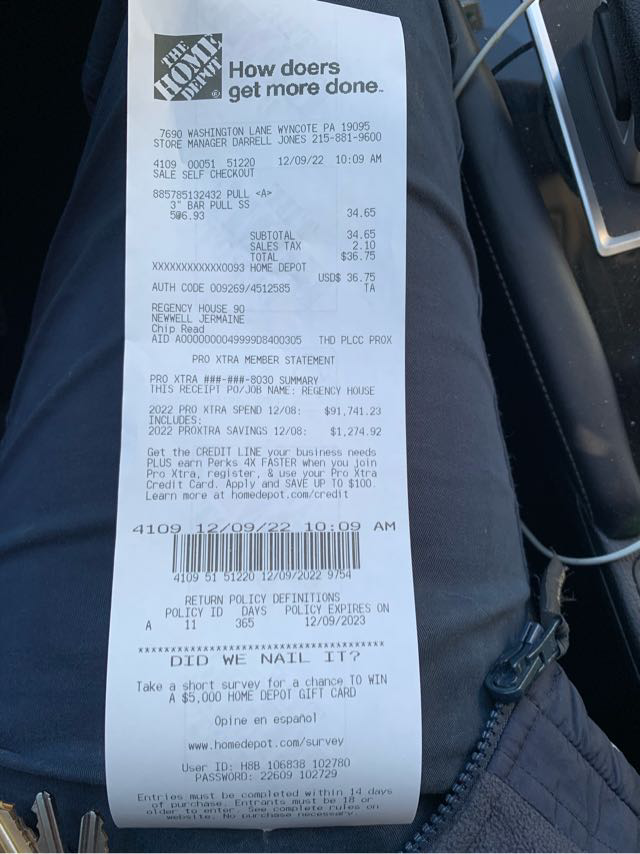 THE
HOME
DEPOT
®
How doers
get more done™
7690 WASHINGTON LANE WYNCOTE PA 19095
STORE MANAGER DARRELL JONES 215-881-9600
4109 00051 51220 12/09/22 10:09 AM
SALE SELF CHECKOUT
885785132432 PULL <A>
3" BAR PULL SS
5@6.93 34.65
SUBTOTAL 34.65
SALES TAX 2.10
TOTAL $36.75
XXXXXXXXXXXX0093 HOME DEPOT
USD$ 36.75
AUTH CODE 009269/4512585 TA
REGENCY HOUSE 90
NEWWELL JERMAINE
Chip Read
AID A0000000049999D8400305 THD PLCC PROX
PRO XTRA MEMBER STATEMENT
PRO XTRA ###-###-8030 SUMMARY
THIS RECEIPT PO/JOB NAME: REGENCY HOUSE
2022 PRO XTRA SPEND 12/08: $91,741.23
INCLUDES:
2022 PROXTRA SAVINGS 12/08: $1,274.92
Get the CREDIT LINE your business needs
PLUS earn Perks 4X FASTER when you join
Pro Xtra, register, & use your Pro Xtra
Credit Card. Apply and SAVE UP TO $100.
Learn more at homedepot.com/credit
4109 12/09/22 10:09 AM
4109 51 51220 12/09/2022 9754
RETURN POLICY DEFINITIONS
POLICY ID DAYS POLICY EXPIRES ON
A 11 365 12/09/2023
****************************************
DID WE NAIL IT?
Take a short survey for a chance TO WIN
A $5,000 HOME DEPOT GIFT CARD
Opine en español
www.homedepot.com/survey
User ID: H8B 106838 102780
PASSWORD: 22609 102729
Entries must be completed within 14 days
of purchase. Entrants must be 18 or
older to enter. See complete rules on
website. No purchase necessary.